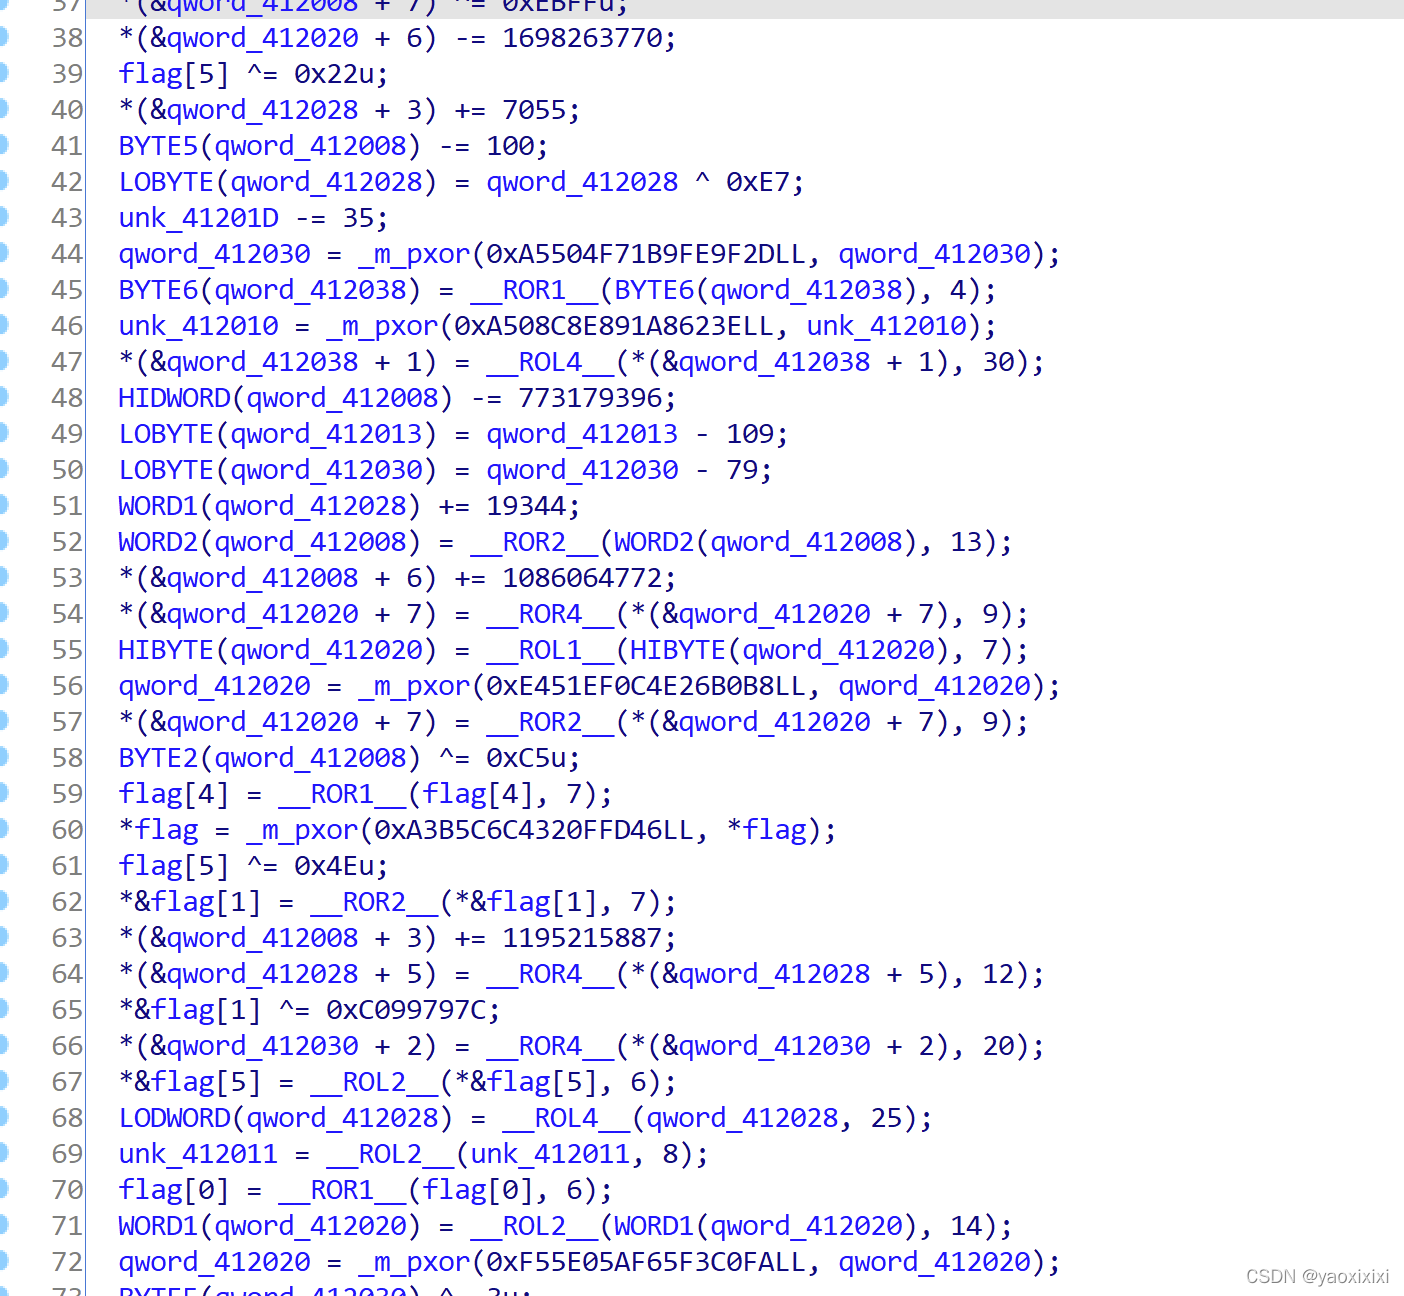 37 *(&qword_412008 + 7) ^= 0xEBFFu;
38 *(&qword_412020 + 6) -= 1698263770;
39 flag[5] ^= 0x22u;
40 *(&qword_412028 + 3) += 7055;
41 BYTE5(qword_412008) -= 100;
42 LOBYTE(qword_412028) = qword_412028 ^ 0xE7;
43 unk_41201D -= 35;
44 qword_412030 = _m_pxor(0xA5504F71B9FE9F2DLL, qword_412030);
45 BYTE6(qword_412038) = __ROR1__(BYTE6(qword_412038), 4);
46 unk_412010 = _m_pxor(0xA508C8E891A8623ELL, unk_412010);
47 *(&qword_412038 + 1) = __ROL4__(*(&qword_412038 + 1), 30);
48 HIDWORD(qword_412008) -= 773179396;
49 LOBYTE(qword_412013) = qword_412013 - 109;
50 LOBYTE(qword_412030) = qword_412030 - 79;
51 WORD1(qword_412028) += 19344;
52 WORD2(qword_412008) = __ROR2__(WORD2(qword_412008), 13);
53 *(&qword_412008 + 6) += 1086064772;
54 *(&qword_412020 + 7) = __ROR4__(*(&qword_412020 + 7), 9);
55 HIBYTE(qword_412020) = __ROL1__(HIBYTE(qword_412020), 7);
56 qword_412020 = _m_pxor(0xE451EF0C4E26B0B8LL, qword_412020);
57 *(&qword_412020 + 7) = __ROR2__(*(&qword_412020 + 7), 9);
58 BYTE2(qword_412008) ^= 0xC5u;
59 flag[4] = __ROR1__(flag[4], 7);
60 *flag = _m_pxor(0xA3B5C6C4320FFD46LL, *flag);
61 flag[5] ^= 0x4Eu;
62 *&flag[1] = __ROR2__(*&flag[1], 7);
63 *(&qword_412008 + 3) += 1195215887;
64 *(&qword_412028 + 5) = __ROR4__(*(&qword_412028 + 5), 12);
65 *&flag[1] ^= 0xC099797C;
66 *(&qword_412030 + 2) = __ROR4__(*(&qword_412030 + 2), 20);
67 *&flag[5] = __ROL2__(*&flag[5], 6);
68 LODWORD(qword_412028) = __ROL4__(qword_412028, 25);
69 unk_412011 = __ROL2__(unk_412011, 8);
70 flag[0] = __ROR1__(flag[0], 6);
71 WORD1(qword_412020) = __ROL2__(WORD1(qword_412020), 14);
72 qword_412020 = _m_pxor(0xF55E05AF65F3C0FALL, qword_412020);
CSDN @yaoxixixi